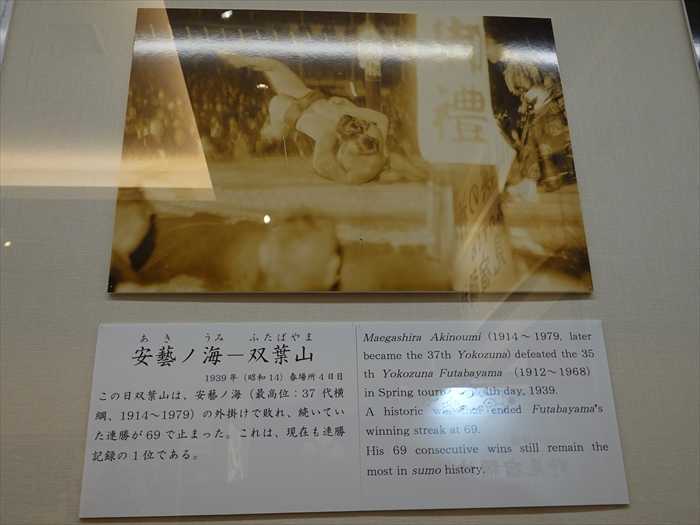 御禮
あき うみ ふたばやま
安藝ノ海－双葉山
1939年（昭和14）春場所4日目
この日双葉山は、安藝ノ海（最高位：37 代横
綱、1914～1979）の外掛けで敗れ、続いてい
た連勝が 69 で止まった。これは、現在も連勝
記録の 1 位である。
Maegashira Akinoumi (1914～1979, later
became the 37th Yokozuna) defeated the 35
th Yokozuna Futabayama （1912～1968）
in Spring day, 1939.
A historic ended Futabayama's
winning streak at 69.
His 69 consecutive wins still remain the
most in sumo history.